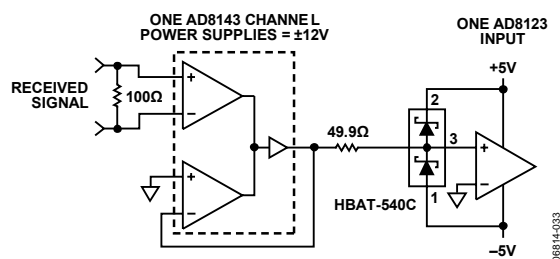 ONE AD8143 CHANNEL
POWER SUPPLIES = ±12V
ONE AD8123
INPUT
+5V
RECEIVED
SIGNAL
100Ω
+
–
49.9Ω
2
3
+
–
+
–
HBAT-540C
1
–5V
06814-033